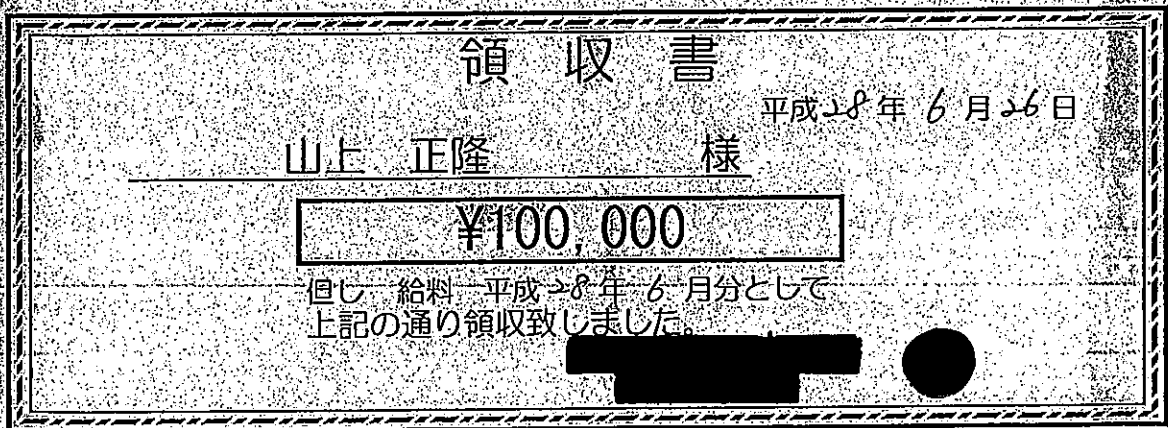 領 収 書
平成28年 6月26日
山上 正隆 様
¥100,000
但し 給料 平成28年6月分として
上記の通り領収致しました。